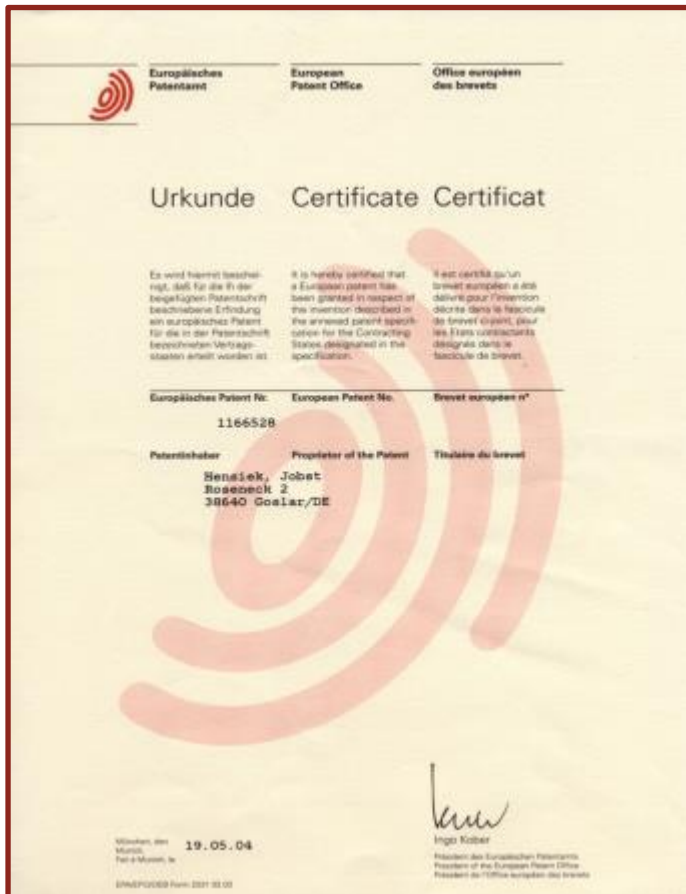 Europäisches
Patentamt
European
Patent Office
Office européen
des brevets
Urkunde
Certificate
Certificat
Es wird hiermit beschei-
nigt, daß für die in der
beigefügten Patentschrift
beschriebene Erfindung
ein europäisches Patent
für die in der Patentschrift
bezeichneten Vertrags-
staaten erteilt worden ist.
It is hereby certified that
a European patent has
been granted in respect of
the invention described in
the annexed patent specifi-
cation for the Contracting
States designated in the
specification.
Il est certifié qu'un
brevet européen a été
délivré pour l'invention
décrite dans le fascicule
de brevet ci-joint, pour
les Etats contractants
désignés dans le
fascicule de brevet.
Europäisches Patent Nr.
European Patent No.
Brevet européen n°
1166528
Patentinhaber
Proprietor of the Patent
Titulaire du brevet
Hensiek, Jobst
Roseneck 2
38640 Goslar/DE
Ingo Kober
Präsident des Europäischen Patentamts
President of the European Patent Office
Président de l'Office européen des brevets
München, den
Munich,
Fait à Munich, le
19.05.04